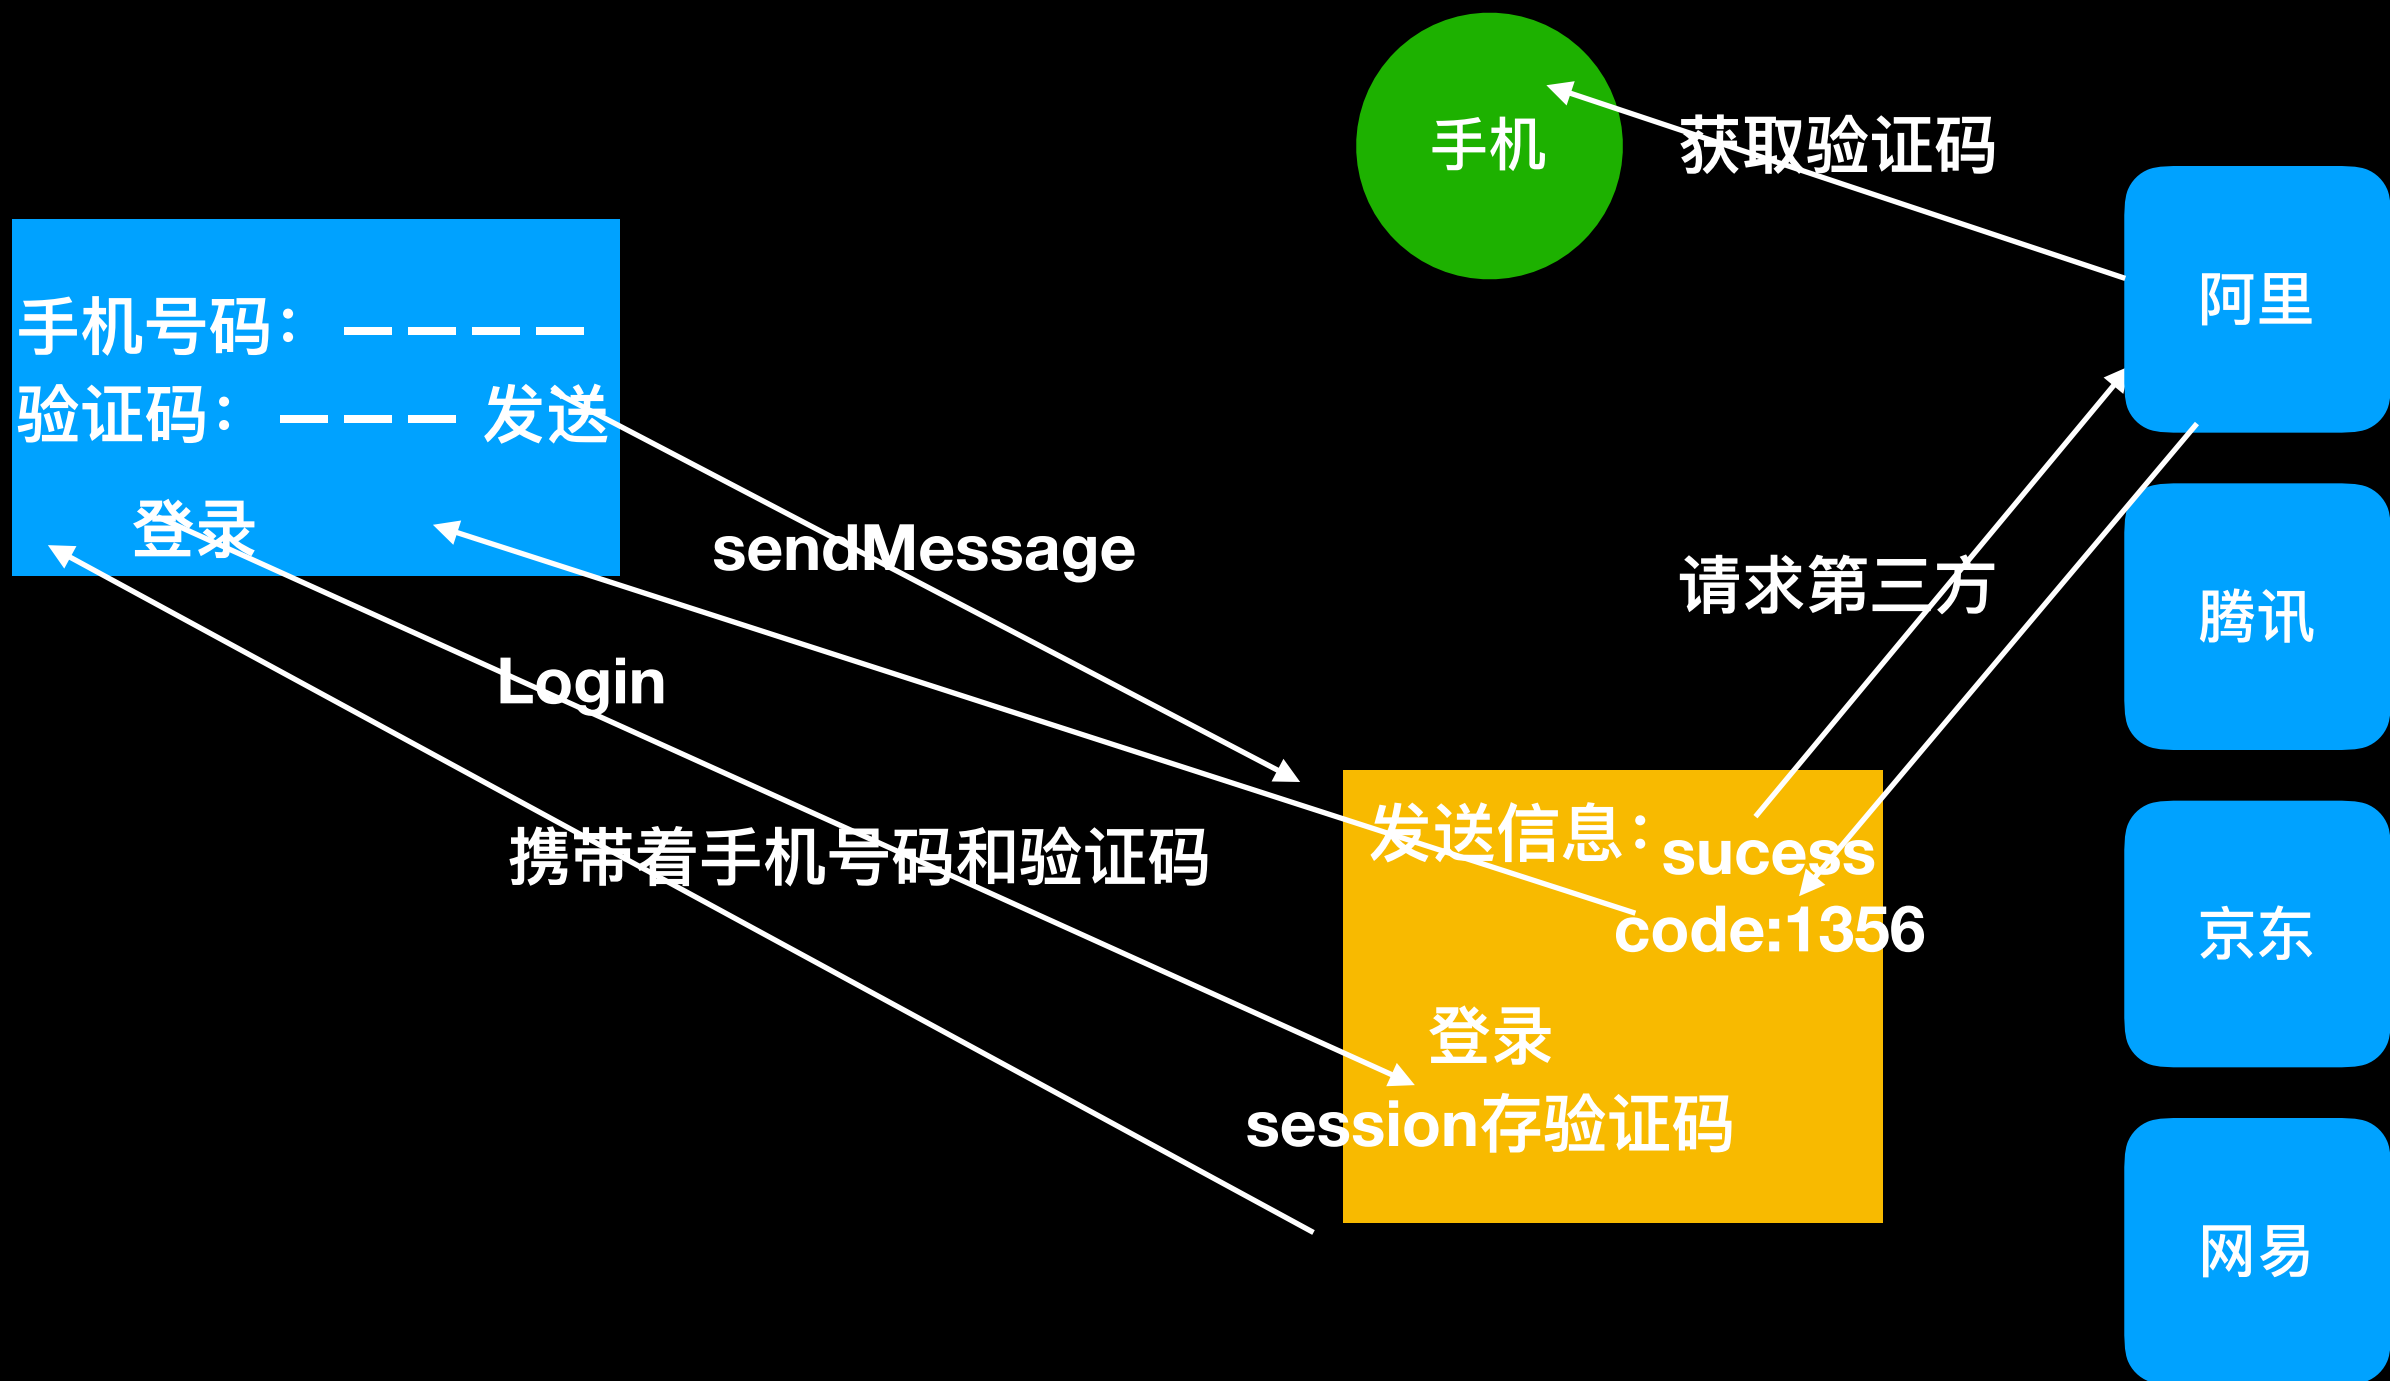 手机
获取验证码
阿里
手机号码：————
验证码：——— 发送
登录
sendMessage
请求第三方
腾讯
Login
携带着手机号码和验证码
发送信息：
sucess
code:1356
京东
登录
session存验证码
网易